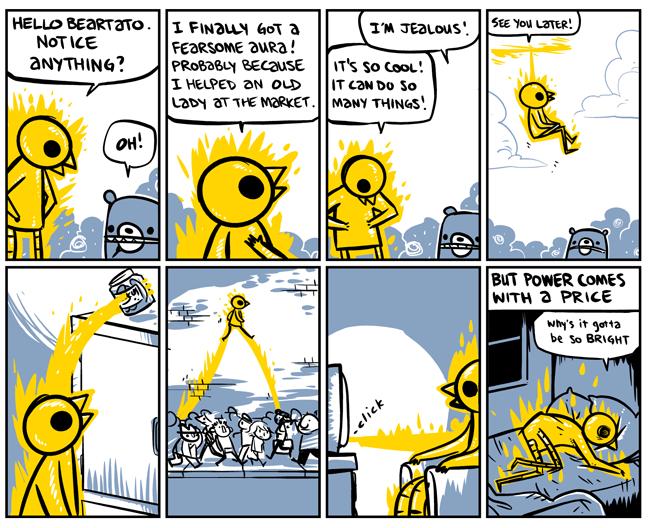 HELLO BEARTATO.
NOTICE
ANYTHING?
OH!
I FINALLY GOT A
FEARSOME AURA!
PROBABLY BECAUSE
I HELPED AN OLD
LADY AT THE MARKET.
I'M JEALOUS!
IT'S SO COOL!
IT CAN DO SO
MANY THINGS!
SEE YOU LATER!
click
BUT POWER COMES
WITH A PRICE
Why's it gotta
be so BRIGHT